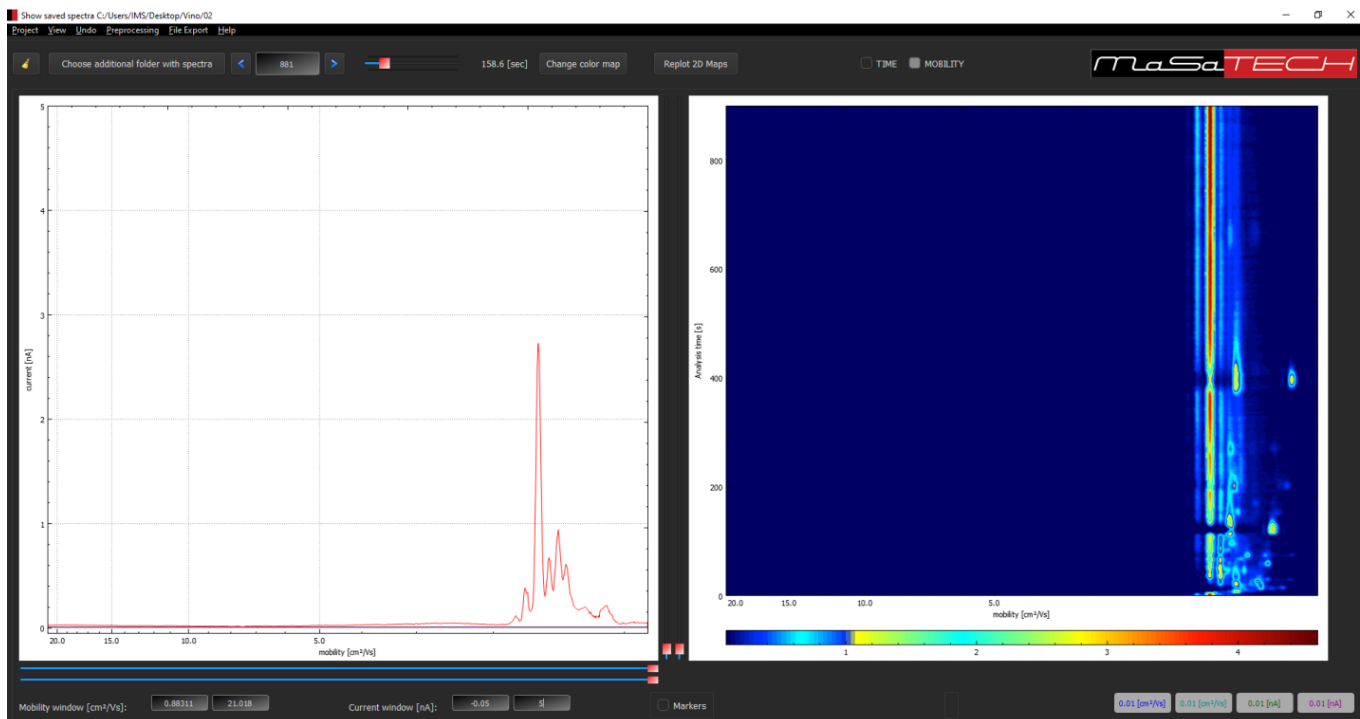 Show saved spectra C:/Users/IMS/Desktop/Vino/02
Project View Undo Preprocessing File Export Help
Choose additional folder with spectra 881 158.6 [sec] Change color map Replot 2D Maps TIME MOBILITY MaSaTECH
5
4
3
2
1
0
current [nA]
20.0 15.0 10.0 5.0
mobility [cm²/Vs]
800
600
400
200
0
Analysis time [s]
20.0 15.0 10.0 5.0
mobility [cm²/Vs]
1 2 3 4
Mobility window [cm²/Vs]: 0.88311 21.018 Current window [nA]: -0.05 5 Markers 0.01 [cm²/Vs] 0.01 [cm²/Vs] 0.01 [nA] 0.01 [nA]